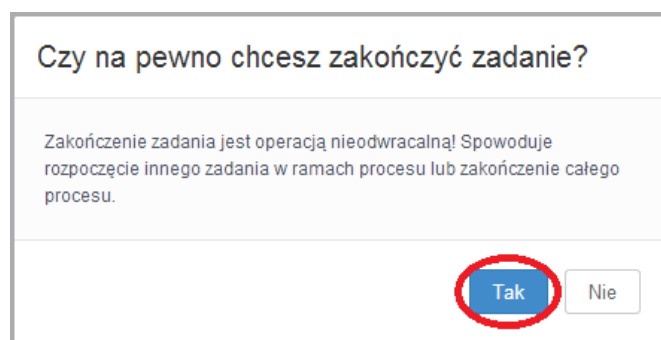 Czy na pewno chcesz zakończyć zadanie?
Zakończenie zadania jest operacją nieodwracalną! Spowoduje
rozpoczęcie innego zadania w ramach procesu lub zakończenie całego
procesu.
Tak Nie